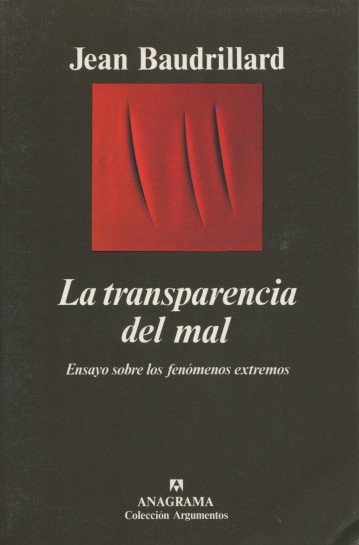 Jean Baudrillard
La transparencia
del mal
Ensayo sobre los fenómenos extremos
ANAGRAMA
Colección Argumentos